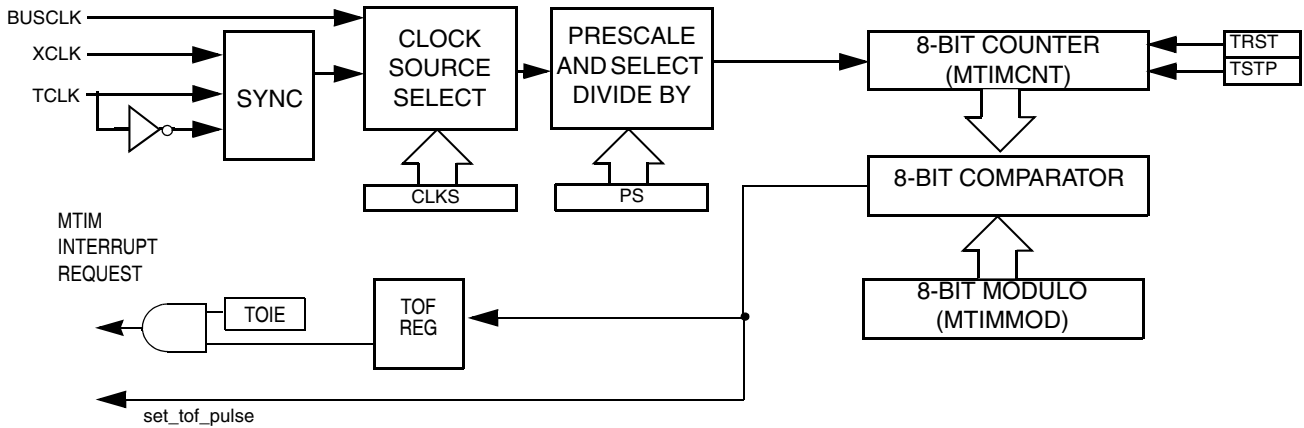 BUSCLK
XCLK
TCLK
SYNC
CLOCK
SOURCE
SELECT
PRESCALE
AND SELECT
DIVIDE BY
8-BIT COUNTER
(MTIMCNT)
TRST
TSTP
CLKS
PS
8-BIT COMPARATOR
MTIM
INTERRUPT
REQUEST
TOIE
TOF
REG
8-BIT MODULO
(MTIMMOD)
set_tof_pulse